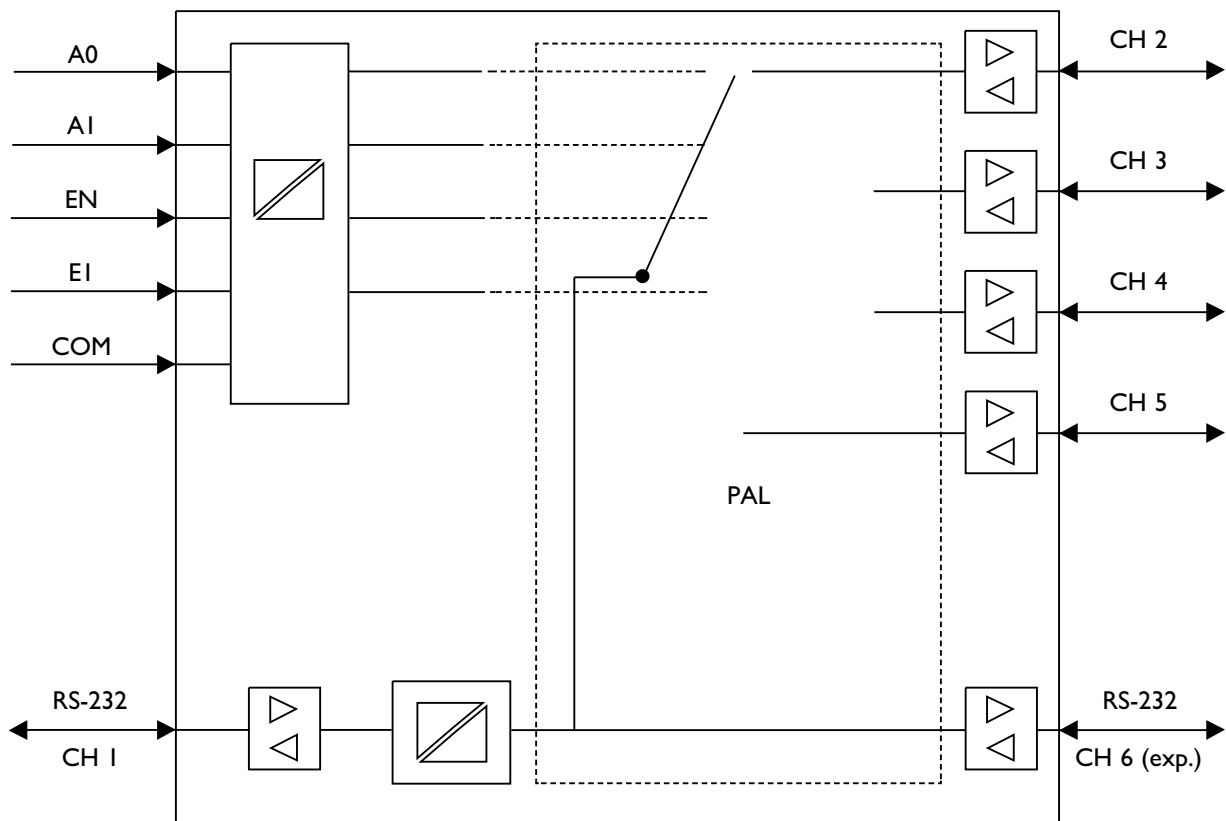 A0
A1
EN
E1
COM
CH 2
CH 3
CH 4
CH 5
PAL
RS-232
CH 1
RS-232
CH 6 (exp.)